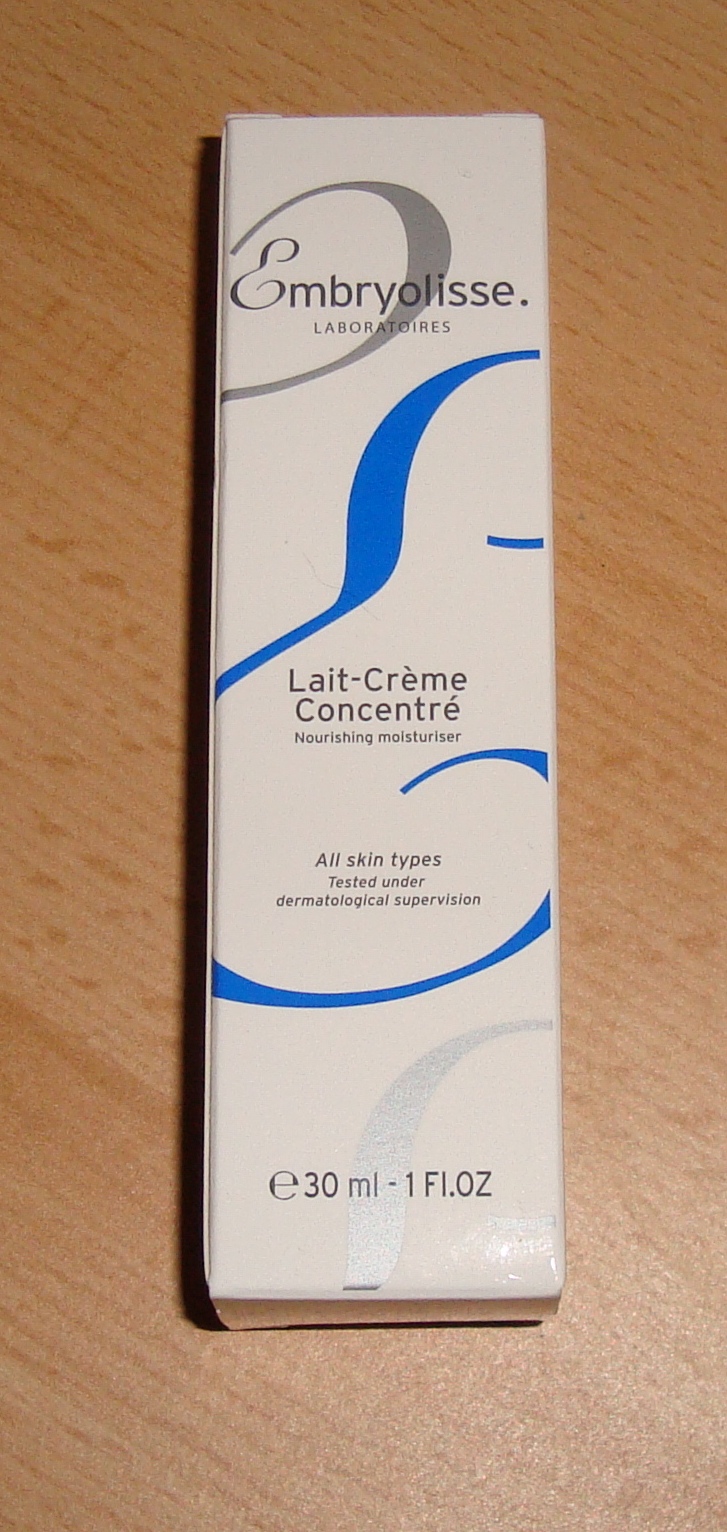 Embryolisse.
LABORATOIRES
Lait-Crème
Concentré
Nourishing moisturiser
All skin types
Tested under
dermatological supervision
℮30 ml - 1 Fl.OZ